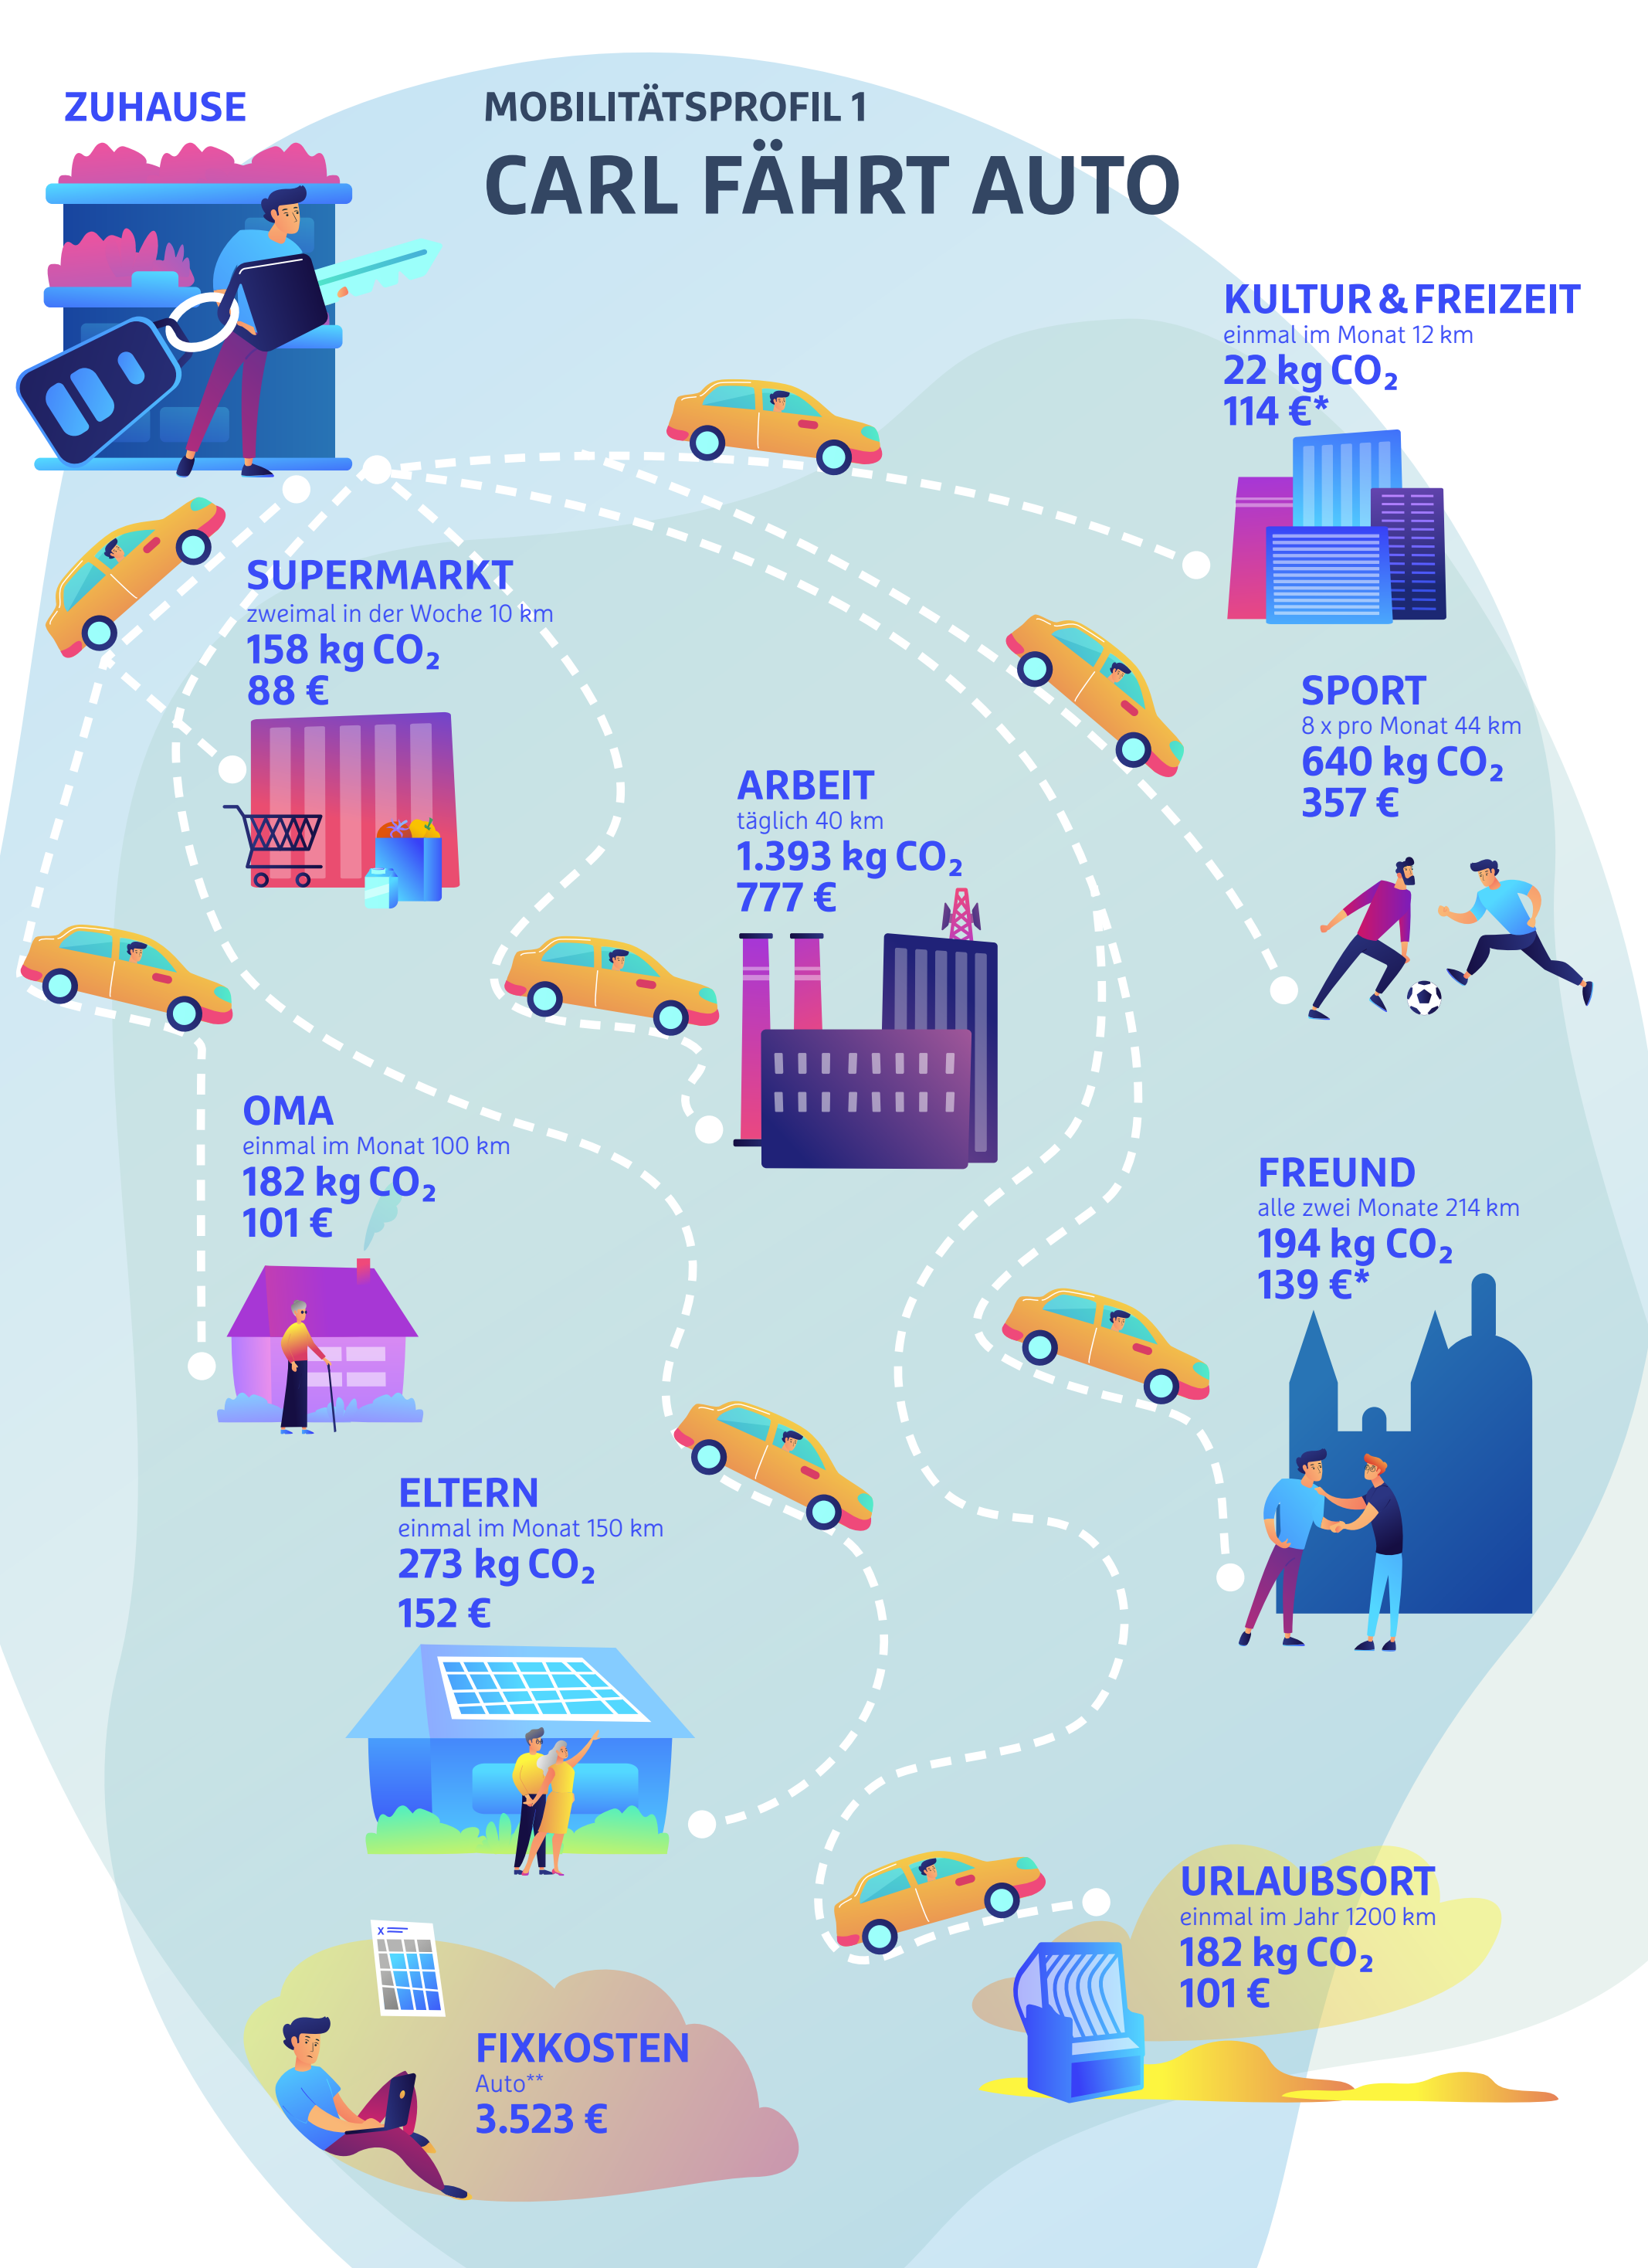 ZUHAUSE
MOBILITÄTSPROFIL 1
CARL FÄHRT AUTO
KULTUR & FREIZEIT
einmal im Monat 12 km
22 kg CO₂
114 €*
SUPERMARKT
zweimal in der Woche 10 km
158 kg CO₂
88 €
SPORT
8 x pro Monat 44 km
640 kg CO₂
357 €
ARBEIT
täglich 40 km
1.393 kg CO₂
777 €
OMA
einmal im Monat 100 km
182 kg CO₂
101 €
FREUND
alle zwei Monate 214 km
194 kg CO₂
139 €*
ELTERN
einmal im Monat 150 km
273 kg CO₂
152 €
URLAUBSORT
einmal im Jahr 1200 km
182 kg CO₂
101 €
X
FIXKOSTEN
Auto**
3.523 €